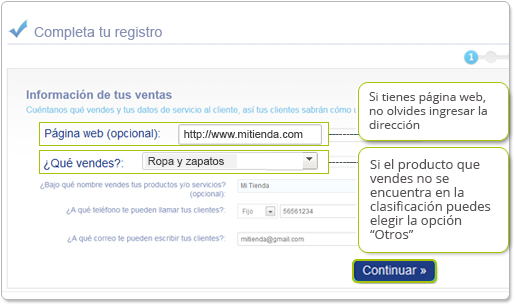 Completa tu registro
1
Información de tus ventas
Cuéntanos qué vendes y tus datos de servicio al cliente, así tus clientes sabrán cómo
Página web (opcional): http://www.mitienda.com
Si tienes página web,
no olvides ingresar la
dirección
¿Qué vendes?: Ropa y zapatos
Si el producto que
vendes no se
encuentra en la
clasificación puedes
elegir la opción
“Otros”
¿Bajo qué nombre vendes tus productos y/o servicios? Mi Tienda
(opcional):
¿A qué teléfono te pueden llamar tus clientes?: Fijo 56561234
¿A qué correo te pueden escribir tus clientes?: mitienda@gmail.com
Continuar »